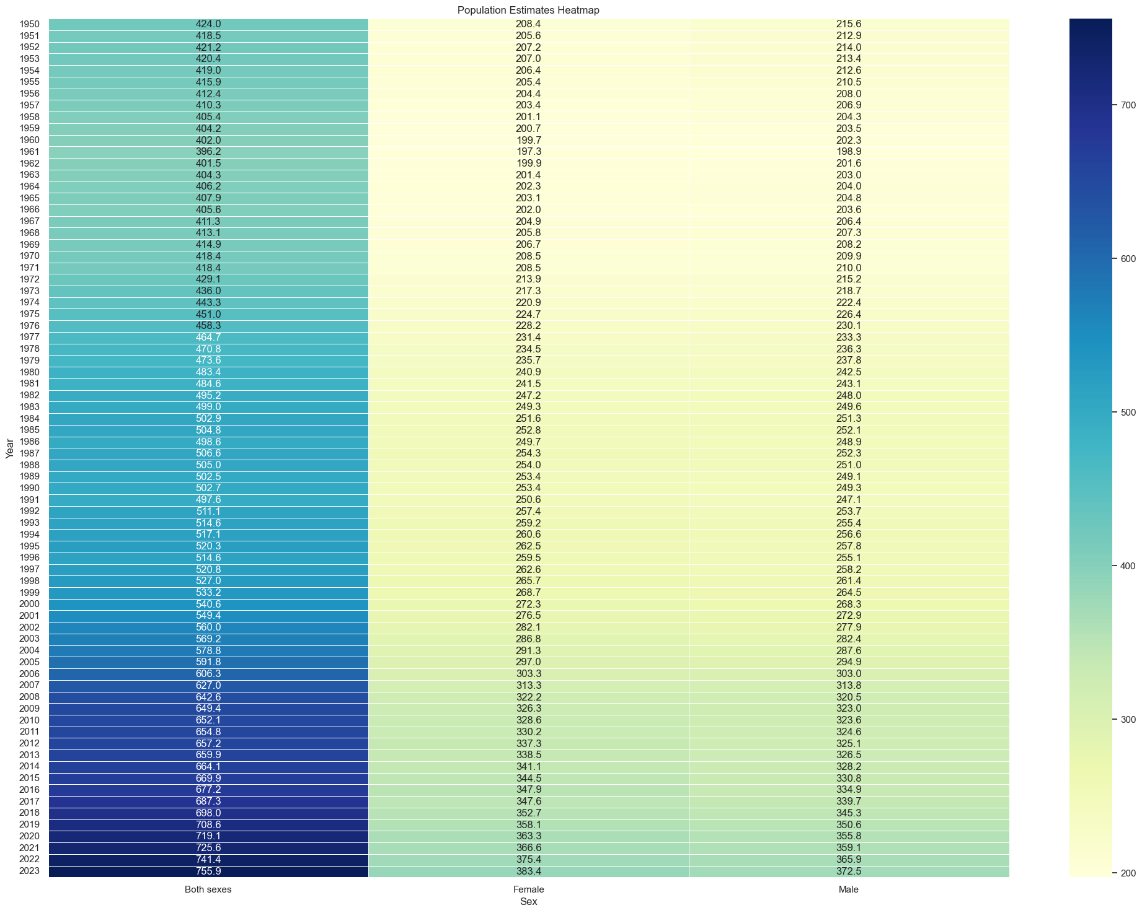 Population Estimates Heatmap
1950 424.0 208.4 215.6
1951 418.5 205.6 212.9
1952 421.2 207.2 214.0
1953 420.4 207.0 213.4
1954 419.0 206.4 212.6
1955 415.9 205.4 210.5
1956 412.4 204.4 208.0
1957 410.3 203.4 206.9
1958 405.4 201.1 204.3
1959 404.2 200.7 203.5
1960 402.0 199.7 202.3
1961 396.2 197.3 198.9
1962 401.5 199.9 201.6
1963 404.3 201.4 203.0
1964 406.2 202.3 204.0
1965 407.9 203.1 204.8
1966 405.6 202.0 203.6
1967 411.3 204.9 206.4
1968 413.1 205.8 207.3
1969 414.9 206.7 208.2
1970 418.4 208.5 209.9
1971 418.4 208.5 210.0
1972 429.1 213.9 215.2
1973 436.0 217.3 218.7
1974 443.3 220.9 222.4
1975 451.0 224.7 226.4
1976 458.3 228.2 230.1
1977 464.7 231.4 233.3
1978 470.8 234.5 236.3
1979 473.6 235.7 237.8
1980 483.4 240.9 242.5
1981 484.6 241.5 243.1
1982 495.2 247.2 248.0
1983 499.0 249.3 249.6
1984 502.9 251.6 251.3
1985 504.8 252.8 252.1
1986 498.6 249.7 248.9
1987 506.6 254.3 252.3
1988 505.0 254.0 251.0
1989 502.5 253.4 249.1
1990 502.7 253.4 249.3
1991 497.6 250.6 247.1
1992 511.1 257.4 253.7
1993 514.6 259.2 255.4
1994 517.1 260.6 256.6
1995 520.3 262.5 257.8
1996 514.6 259.5 255.1
1997 520.8 262.6 258.2
1998 527.0 265.7 261.4
1999 533.2 268.7 264.5
2000 540.6 272.3 268.3
2001 549.4 276.5 272.9
2002 560.0 282.1 277.9
2003 569.2 286.8 282.4
2004 578.8 291.3 287.6
2005 591.8 297.0 294.9
2006 606.3 303.3 303.0
2007 627.0 313.3 313.8
2008 642.6 322.2 320.5
2009 649.4 326.3 323.0
2010 652.1 328.6 323.6
2011 654.8 330.2 324.6
2012 657.2 337.3 325.1
2013 659.9 338.5 326.5
2014 664.1 341.1 328.2
2015 669.9 344.5 330.8
2016 677.2 347.9 334.9
2017 687.3 347.6 339.7
2018 698.0 352.7 345.3
2019 708.6 358.1 350.6
2020 719.1 363.3 355.8
2021 725.6 366.6 359.1
2022 741.4 375.4 365.9
2023 755.9 383.4 372.5
Year
Both sexes Female Male
Sex
700
600
500
400
300
200